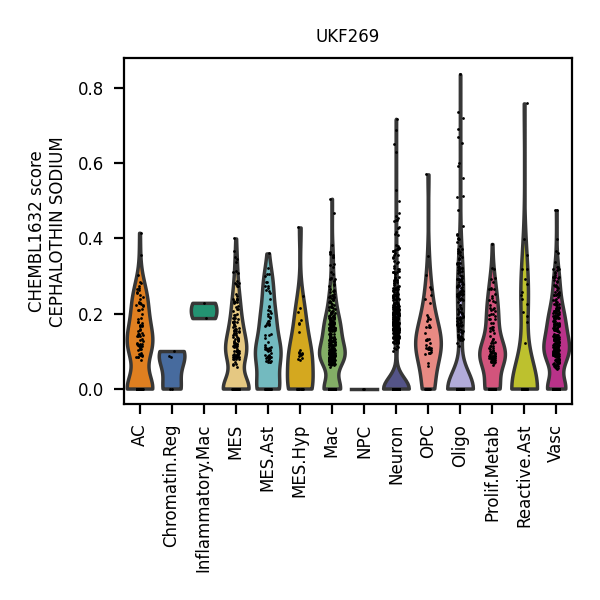 UKF269
CHEMBL1632 score
CEPHALOTHIN SODIUM
0.8
0.6
0.4
0.2
0.0
AC
Chromatin.Reg
Inflammatory.Mac
MES
MES.Ast
MES.Hyp
Mac
NPC
Neuron
OPC
Oligo
Prolif.Metab
Reactive.Ast
Vasc